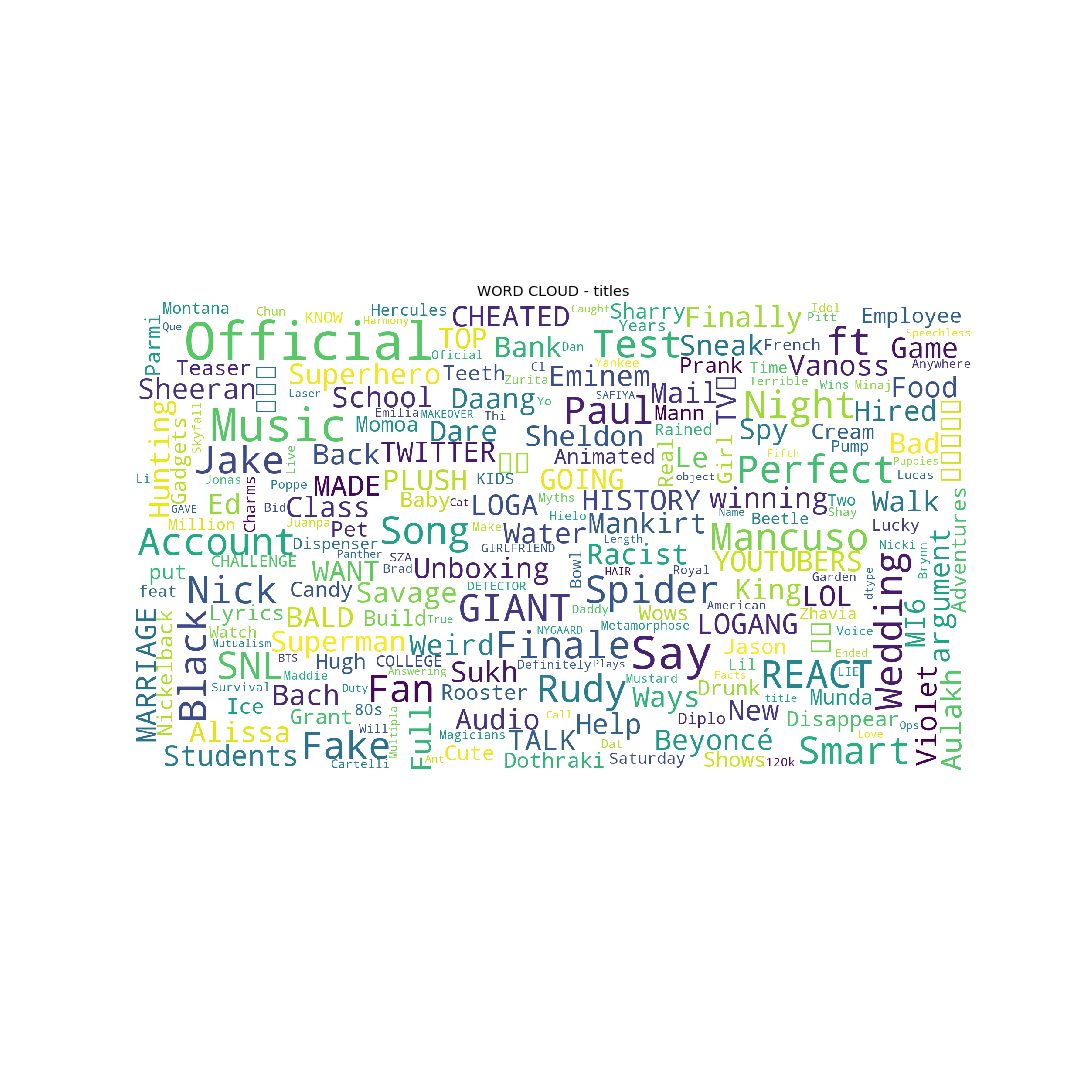 WORD CLOUD - titles
Montana
Que
Parmi
Chun
KNOW
Harmony
Hercules
CHEATED
Caught
Sharry
Years
Finally
Idol
Pitt
Employee
Speechless
Official
TOP
Oficial
Bank
Dan
Test
Sneak
French
ft
Game
Anywhere
Teaser
Superhero
Teeth
Cl
Zurita
Eminem
Yankee
Prank
Time
Vanoss
Sheeran
Laser
School
Daang
Yo
SAFIYA
Mail
TV
Terrible
Wins
Minaj
Food
Hunting
Gadgets
Skyfall
Music
Emilia
MAKEOVER
Thi
Momoa
Dare
Paul
Mann
Rained
Night
Hired
Sheldon
Spy
Cream
Pump
Bad
Puppies
Jake
Live
Back
TWITTER
Animated
Real
Le
Girl
Fifth
Perfect
Lucas
Li
Jonas
Poppe
MADE
PLUSH
KIDS
GOING
object
GAVE
Ed
Charms
Bid
Class
Baby
Cat
LOGA
Myths
HISTORY
winning
Two
Shay
Walk
Adventures
Million
Juanpa
Pet
Song
Make
Hielo
Mankirt
Name
Beetle
Lucky
Account
Dispenser
Water
Length
Mancuso
Nicki
Brynn
argument
put
CHALLENGE
Panther
SZA
GIRLFRIEND
Bowl
Racist
YOUTUBERS
MI6
feat
Nick
WANT
Brad
Unboxing
HAIR
Royal
Garden
dtype
Candy
Savage
DETECTOR
Spider
King
LOL
Wedding
MARRIAGE
Nickelback
Black
Lyrics
BALD
Build
True
GIANT
Daddy
Wows
American
Zhavia
Watch
Mutualism
Superman
Weird
NYGAARD
Metamorphose
LOGANG
Voice
Finale
Say
Jason
Ended
SNL
BTS
Hugh
COLLEGE
Definitely
Plays
Lil
Facts
REACT
LIE
Maddie
Answering
Survival
Bach
Duty
Fan
Sukh
Rooster
Rudy
Mustard
Ways
Drunk
title
Munda
Violet
Aulakh
Ice
Grant
80s
Multipla
Full
Audio
Call
Help
Diplo
New
Disappear
Ops
Alissa
Will
Magicians
TALK
Dat
Beyoncé
Love
Students
Fake
Cartelli
Ant
Cute
Dothraki
Saturday
Shows
120k
Smart